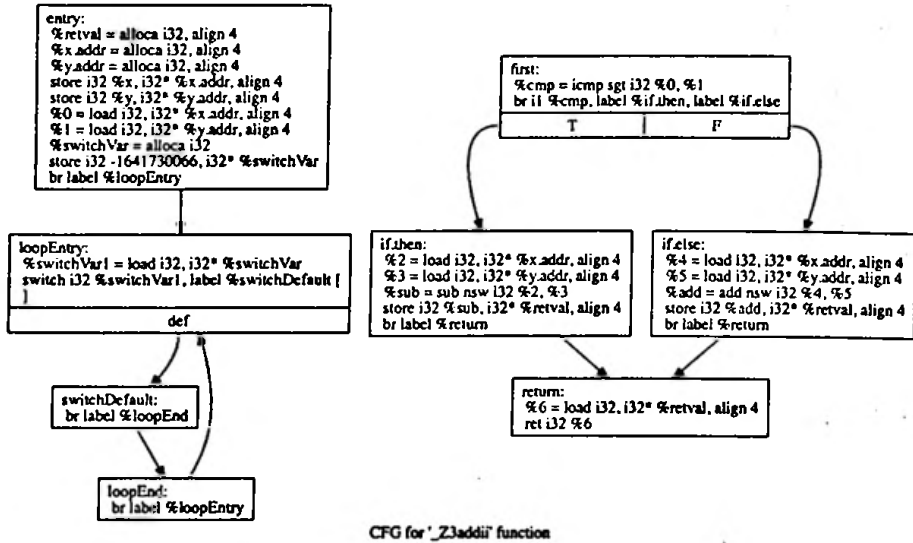 entry:
%retval = alloca i32, align 4
%x.addr = alloca i32, align 4
%y.addr = alloca i32, align 4
store i32 %x, i32* %x.addr, align 4
store i32 %y, i32* %y.addr, align 4
%0 = load i32, i32* %x.addr, align 4
%1 = load i32, i32* %y.addr, align 4
%switchVar = alloca i32
store i32 -1641730066, i32* %switchVar
br label %loopEntry
loopEntry:
%switchVar1 = load i32, i32* %switchVar
switch i32 %switchVar1, label %switchDefault [
]
def
switchDefault:
br label %loopEnd
loopEnd:
br label %loopEntry
first:
%cmp = icmp sgt i32 %0, %1
br i1 %cmp, label %if.then, label %if.else
T F
if.then:
%2 = load i32, i32* %x.addr, align 4
%3 = load i32, i32* %y.addr, align 4
%sub = sub nsw i32 %2, %3
store i32 %sub, i32* %retval, align 4
br label %return
if.else:
%4 = load i32, i32* %x.addr, align 4
%5 = load i32, i32* %y.addr, align 4
%add = add nsw i32 %4, %5
store i32 %add, i32* %retval, align 4
br label %return
return:
%6 = load i32, i32* %retval, align 4
ret i32 %6
CFG for '_Z3addii' function